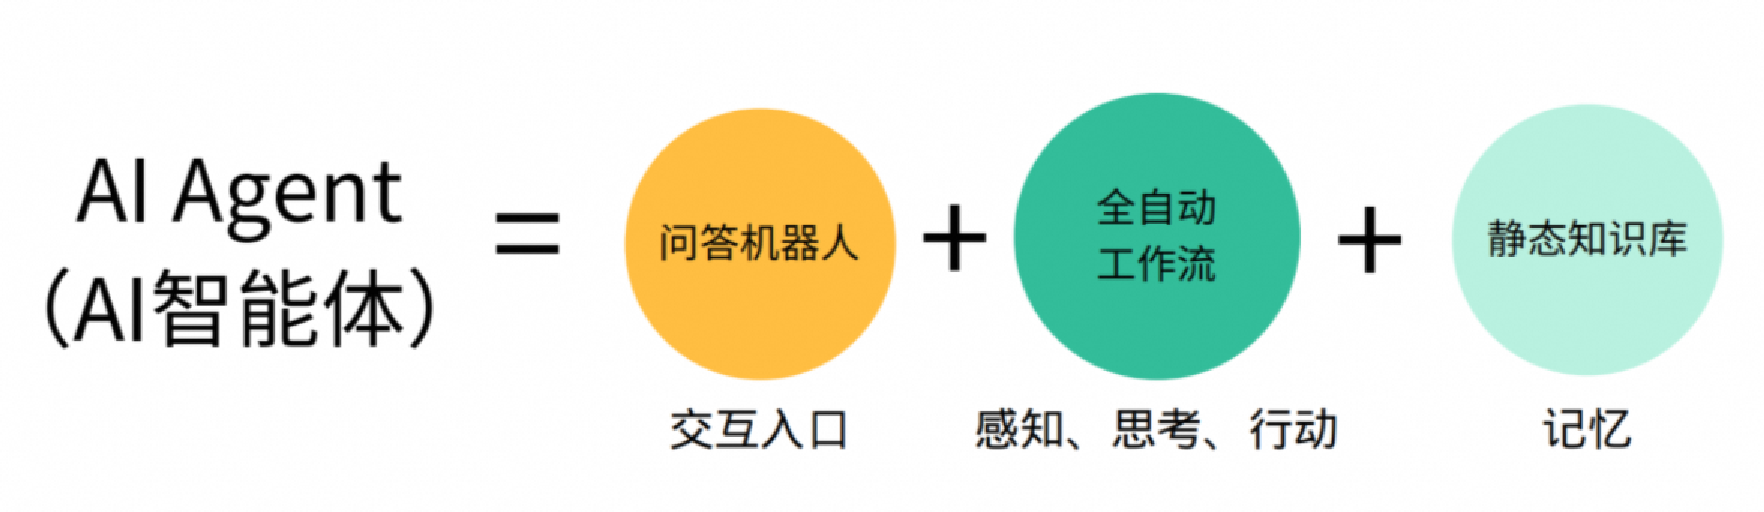 AI Agent
（AI智能体）
=
问答机器人
+
全自动
工作流
+
静态知识库
交互入口
感知、思考、行动
记忆